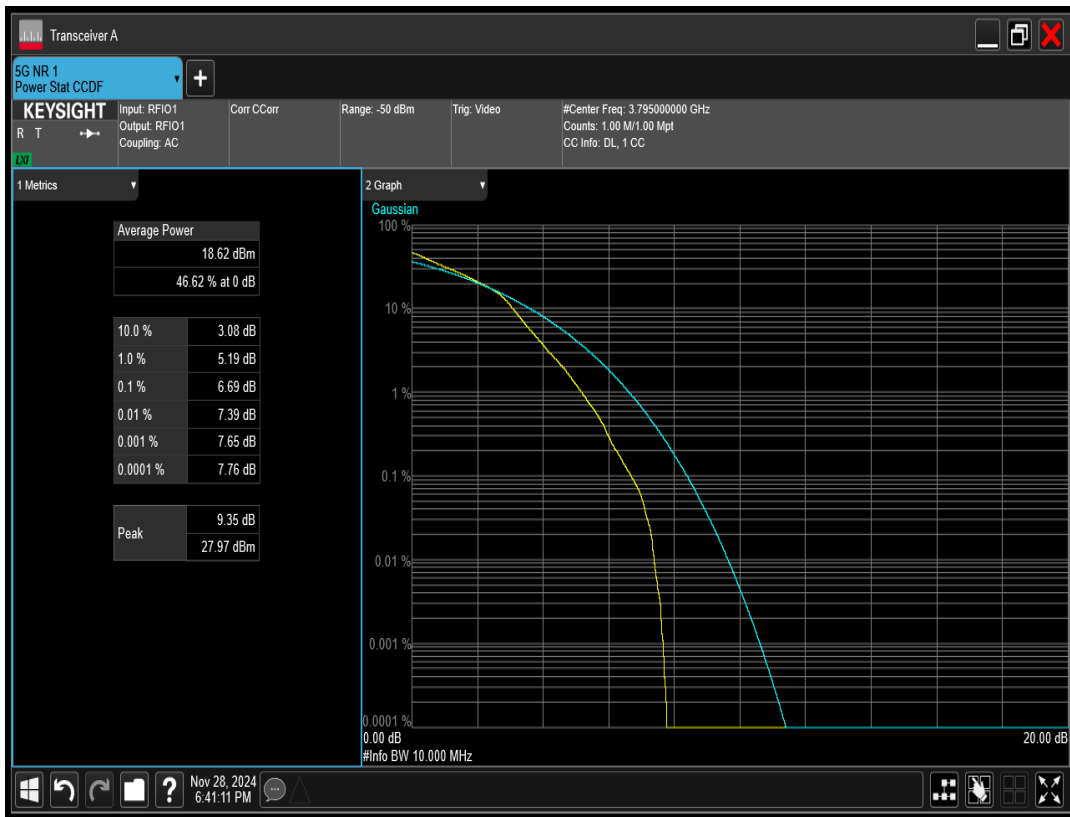 Transceiver A
5G NR 1
Power Stat CCDF
+
KEYSIGHT
R T
LXI
Input: RFIO1
Output: RFIO1
Coupling: AC
Corr CCorr
Range: -50 dBm
Trig: Video
#Center Freq: 3.795000000 GHz
Counts: 1.00 M/1.00 Mpt
CC Info: DL, 1 CC
1 Metrics
Average Power
18.62 dBm
46.62 % at 0 dB
10.0 % 3.08 dB
1.0 % 5.19 dB
0.1 % 6.69 dB
0.01 % 7.39 dB
0.001 % 7.65 dB
0.0001 % 7.76 dB
Peak 9.35 dB
27.97 dBm
2 Graph
Gaussian
100 %
10 %
1 %
0.1 %
0.01 %
0.001 %
0.0001 %
0.00 dB 20.00 dB
#Info BW 10.000 MHz
?
Nov 28, 2024
6:41:11 PM